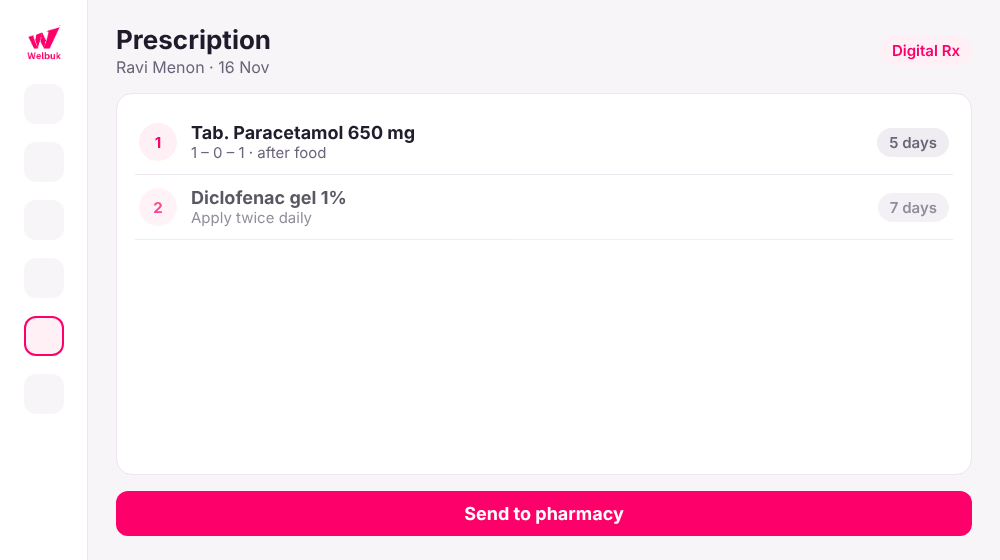 Welbuk
Prescription
Ravi Menon · 16 Nov
Digital Rx
1
Tab. Paracetamol 650 mg
1 – 0 – 1 · after food
5 days
2
Diclofenac gel 1%
Apply twice daily
7 days
Send to pharmacy